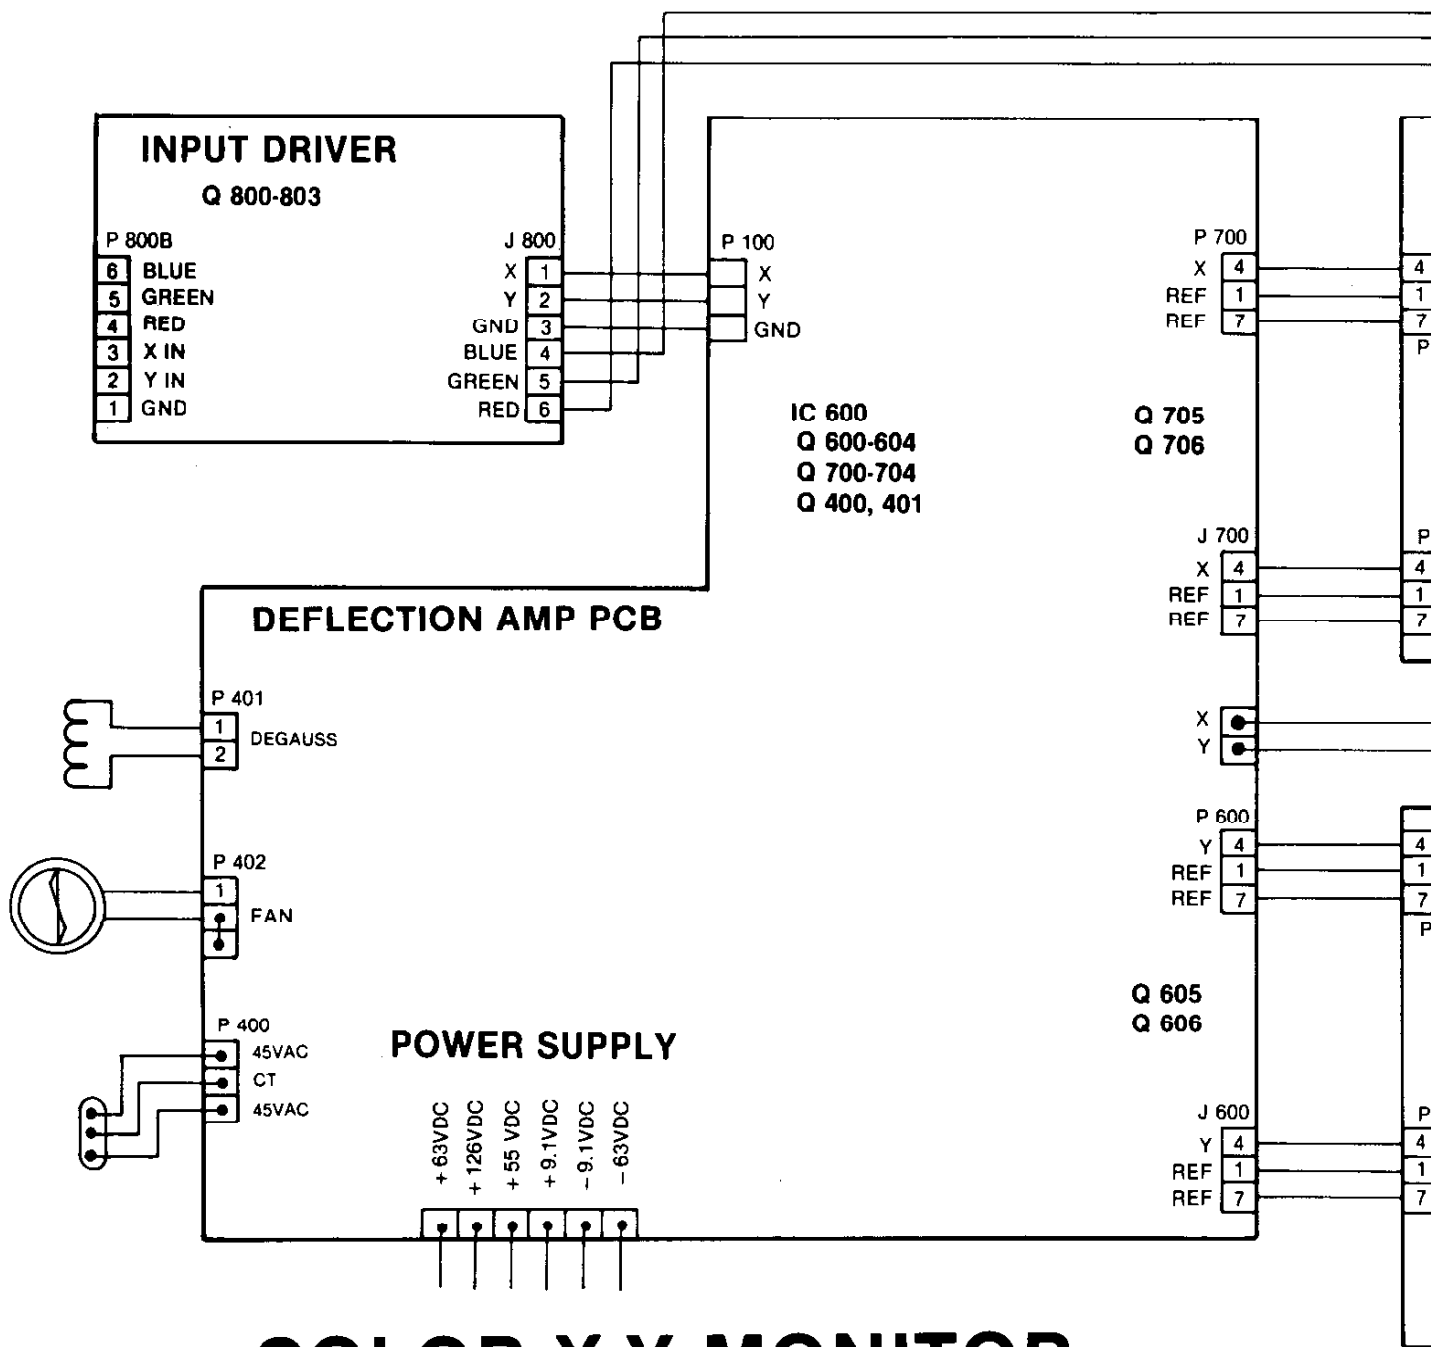 INPUT DRIVER
Q 800-803
P 800B
6 BLUE
5 GREEN
4 RED
3 X IN
2 Y IN
1 GND
J 800
X 1
Y 2
GND 3
BLUE 4
GREEN 5
RED 6
P 100
X
Y
GND
IC 600
Q 600-604
Q 700-704
Q 400, 401
P 700
X 4
REF 1
REF 7
4
1
7
P
Q 705
Q 706
J 700
X 4
REF 1
REF 7
P
4
1
7
X
Y
DEFLECTION AMP PCB
P 401
1
2
DEGAUSS
P 402
1
FAN
P 400
45VAC
CT
45VAC
POWER SUPPLY
+ 63VDC
+ 126VDC
+ 55 VDC
+ 9.1VDC
– 9.1VDC
– 63VDC
P 600
Y 4
REF 1
REF 7
4
1
7
P
Q 605
Q 606
J 600
Y 4
REF 1
REF 7
P
4
1
7
COLOR X-Y MONITOR